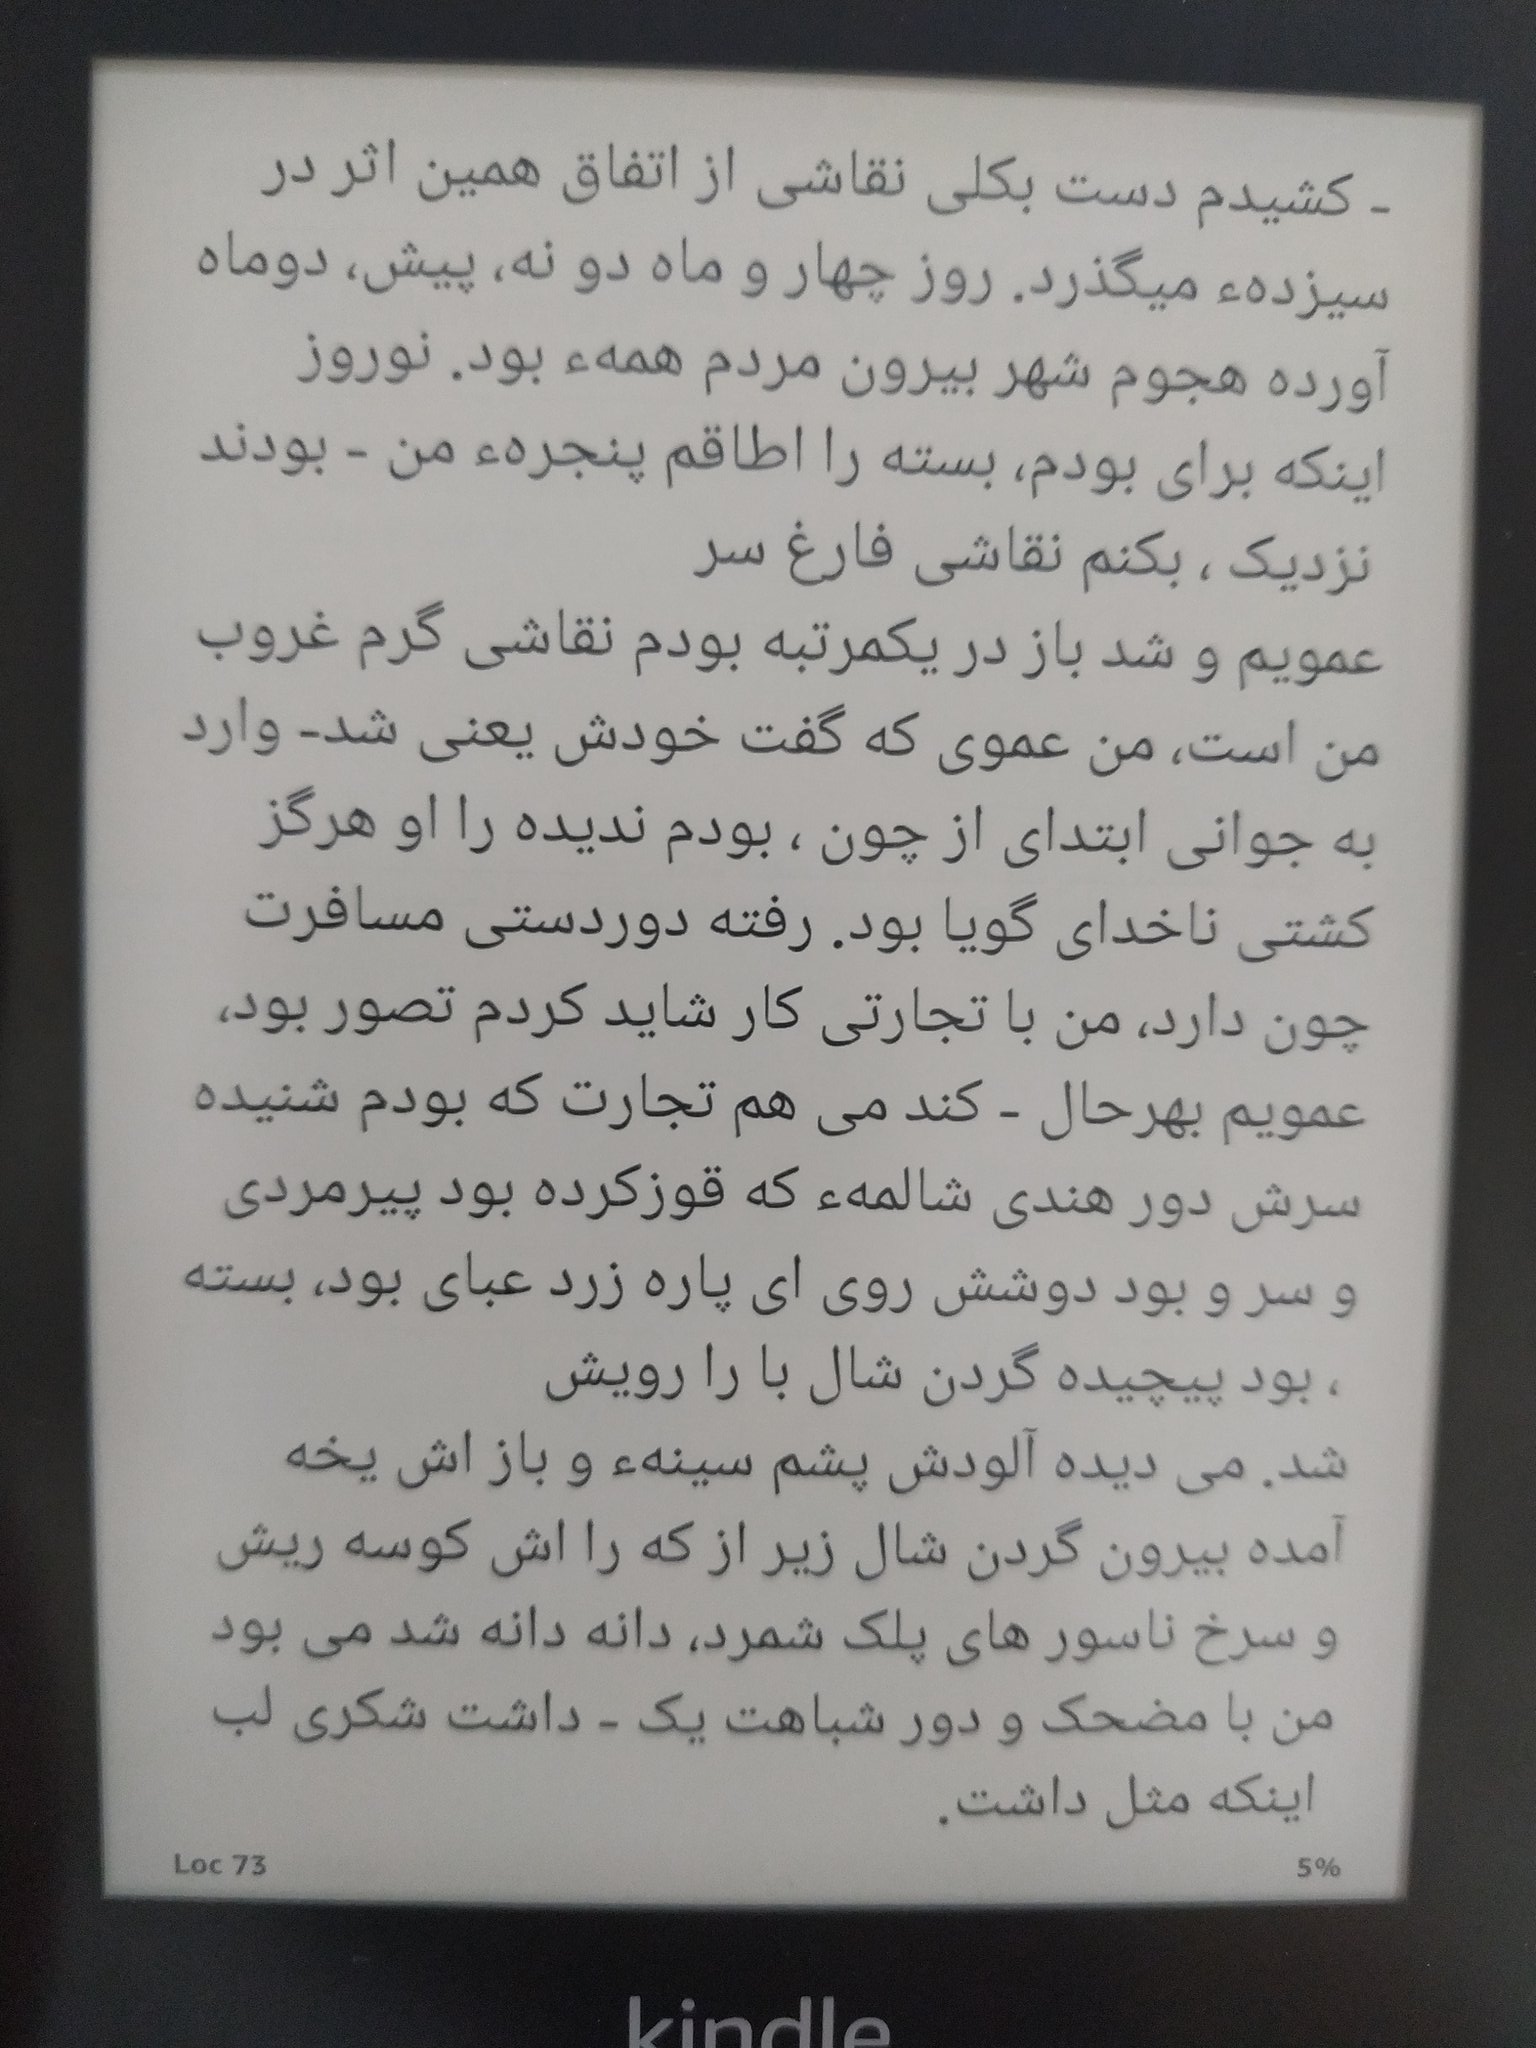 - کشیدم دست بکلی نقاشی از اتفاق همین اثر در
سیزدهء میگذرد. روز چهار و ماه دو نه، پیش، دوماه
آورده هجوم شهر بیرون مردم همهء بود. نوروز
اینکه برای بودم، بسته را اطاقم پنجرهء من - بودند
نزدیک ، بکنم نقاشی فارغ سر
عمویم و شد باز در یکمرتبه بودم نقاشی گرم غروب
من است، من عموی که گفت خودش یعنی شد- وارد
به جوانی ابتدای از چون ، بودم ندیده را او هرگز
کشتی ناخدای گویا بود. رفته دوردستی مسافرت
چون دارد، من با تجارتی کار شاید کردم تصور بود،
عمویم بهرحال - کند می هم تجارت که بودم شنیده
سرش دور هندی شالمهء که قوزکرده بود پیرمردی
و سر و بود دوشش روی ای پاره زرد عبای بود، بسته
، بود پیچیده گردن شال با را رویش
شد. می دیده آلودش پشم سینهء و باز اش یخه
آمده بیرون گردن شال زیر از که را اش کوسه ریش
و سرخ ناسور های پلک شمرد، دانه دانه شد می بود
من با مضحک و دور شباهت یک - داشت شکری لب
اینکه مثل داشت.
Loc 73 5%
kindle